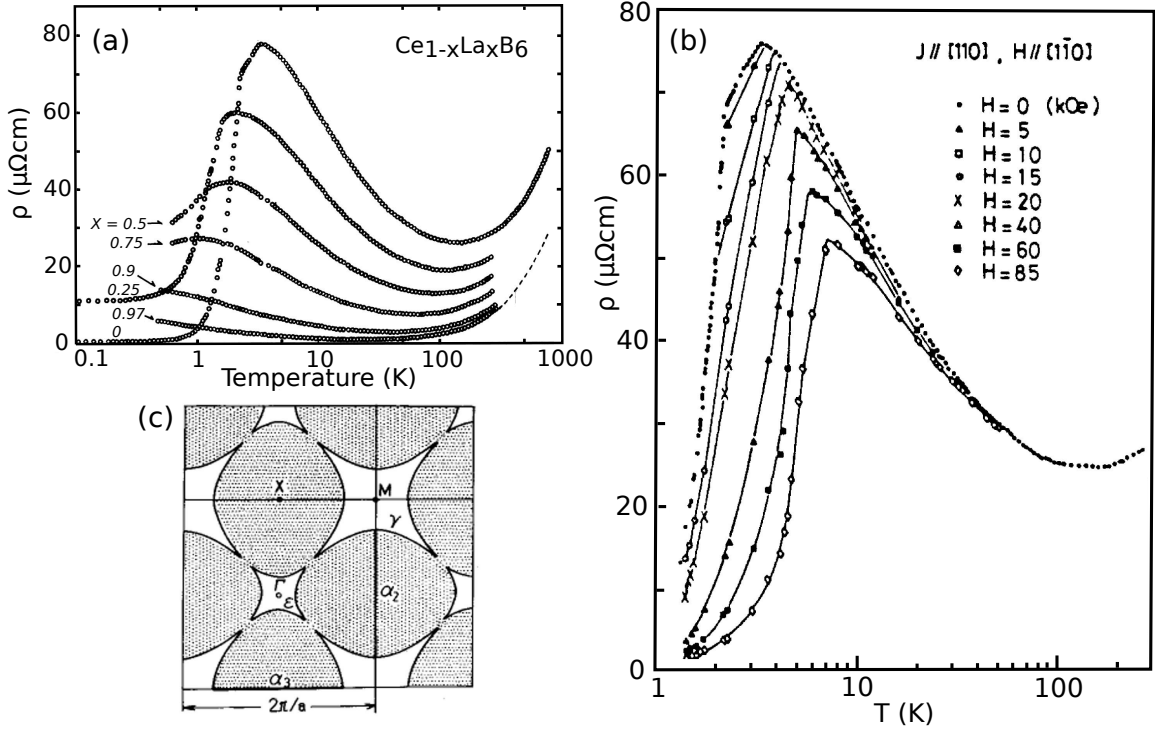 (a)
Ce1-xLaxB6
ρ (μΩcm)
80
60
40
20
0
X = 0.5
0.75
0.9
0.25
0.97
0
0.1
1
10
100
1000
Temperature (K)
(b)
J // [110] , H // [11̅0]
ρ (μΩcm)
80
60
40
20
0
H = 0 (kOe)
H = 5
H = 10
H = 15
H = 20
H = 40
H = 60
H = 85
1
10
100
T (K)
(c)
X
M
γ
Γ
ε
α2
α3
2π/a